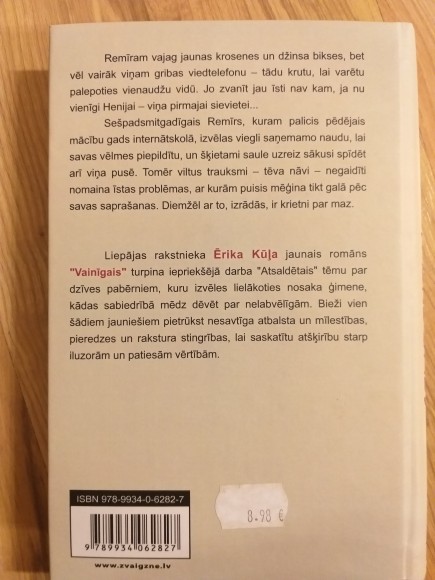 Remīram vajag jaunas krosenes un džinsa bikses, bet
vēl vairāk viņam gribas viedtelefonu – tādu krutu, lai varētu
palepoties vienaudžu vidū. Jo zvanīt jau īsti nav kam, ja nu
vienīgi Henijai – viņa pirmajai sievietei...
Sešpadsmitgadīgais Remīrs, kuram palicis pēdējais
mācību gads internātskolā, izvēlas viegli saņemamo naudu, lai
savas vēlmes piepildītu, un šķietami saule uzreiz sākusi spīdēt
arī viņa pusē. Tomēr viltus trauksmi – tēva nāvi – negaidīti
nomaina īstas problēmas, ar kurām puisis mēģina tikt galā pēc
savas saprašanas. Diemžēl ar to, izrādās, ir krietni par maz.
Liepājas rakstnieka Ērika Kūļa jaunais romāns
"Vainīgais" turpina iepriekšējā darba "Atsaldētais" tēmu par
dzīves pabērniem, kuru izvēles lielākoties nosaka ģimene,
kādas sabiedrībā mēdz dēvēt par nelabvēlīgām. Bieži vien
šādiem jauniešiem pietrūkst nesavtīga atbalsta un mīlestības,
pieredzes un rakstura stingrības, lai saskatītu atšķirību starp
iluzorām un patiesām vērtībām.
ISBN 978-9934-0-6282-7
8.98 €
9 789934 062827
www.zvaigzne.lv